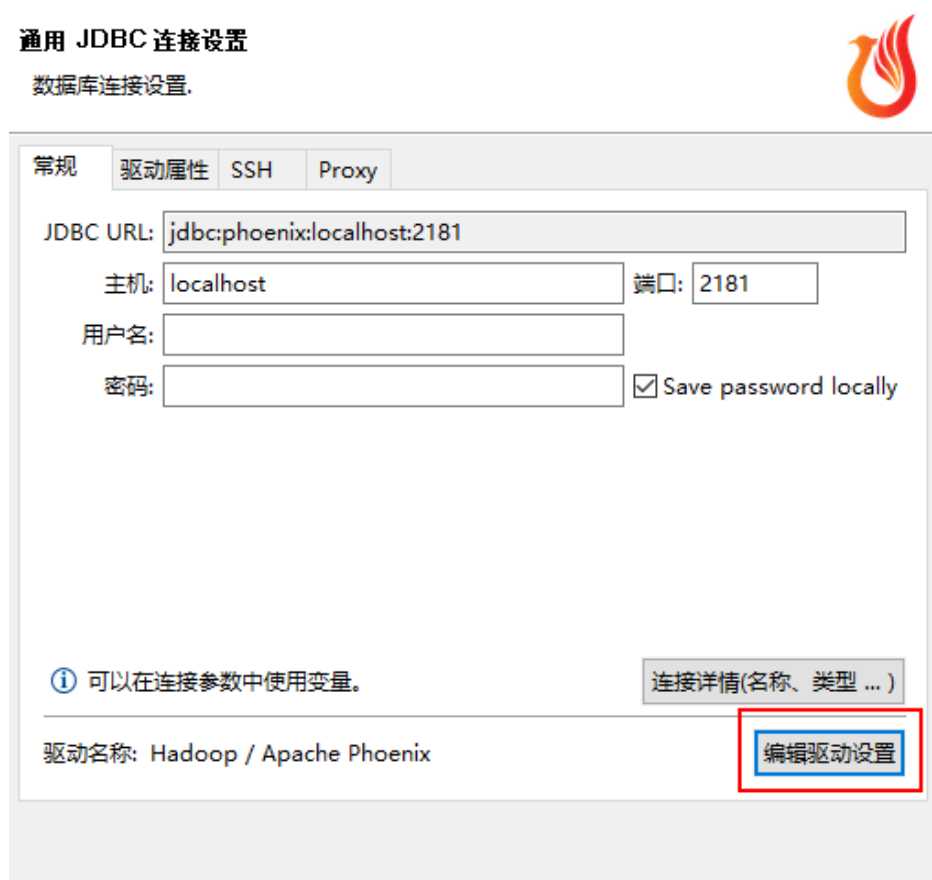 通用 JDBC 连接设置
数据库连接设置.
常规 驱动属性 SSH Proxy
JDBC URL: jdbc:phoenix:localhost:2181
主机: localhost 端口: 2181
用户名:
密码: Save password locally
可以在连接参数中使用变量。 连接详情(名称、类型 ... )
驱动名称: Hadoop / Apache Phoenix 编辑驱动设置